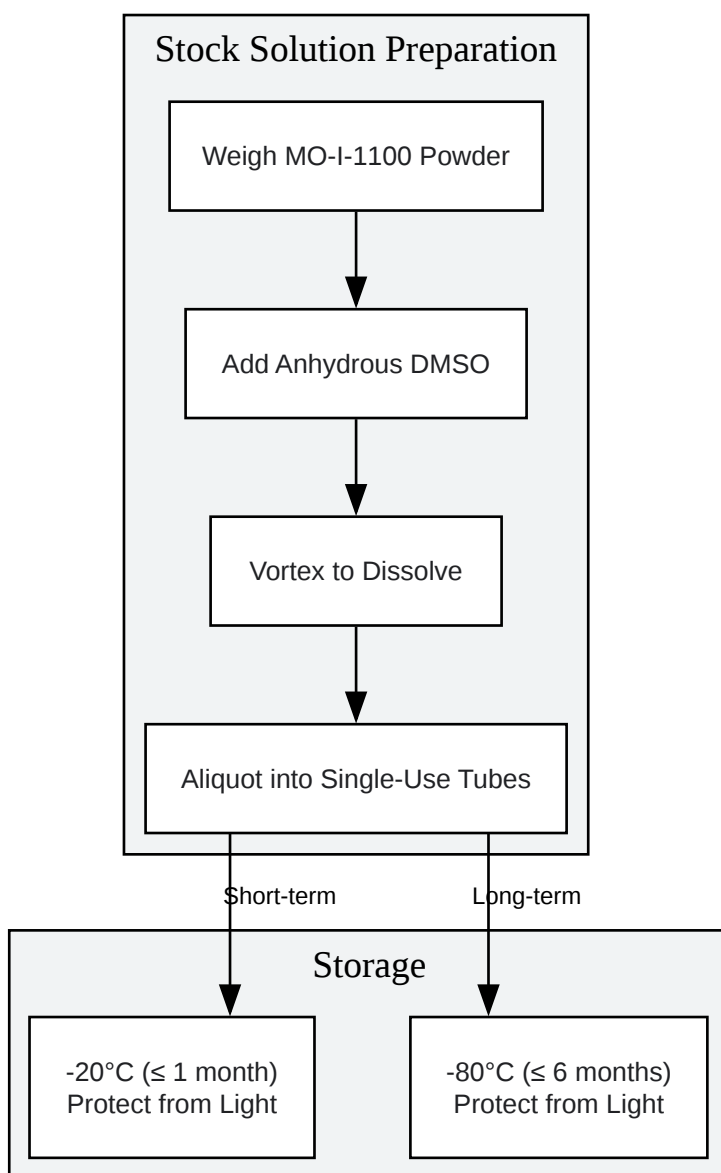 Stock Solution Preparation
Weigh MO-I-1100 Powder
Add Anhydrous DMSO
Vortex to Dissolve
Aliquot into Single-Use Tubes
Short-term
Long-term
Storage
-20°C (≤ 1 month)
Protect from Light
-80°C (≤ 6 months)
Protect from Light